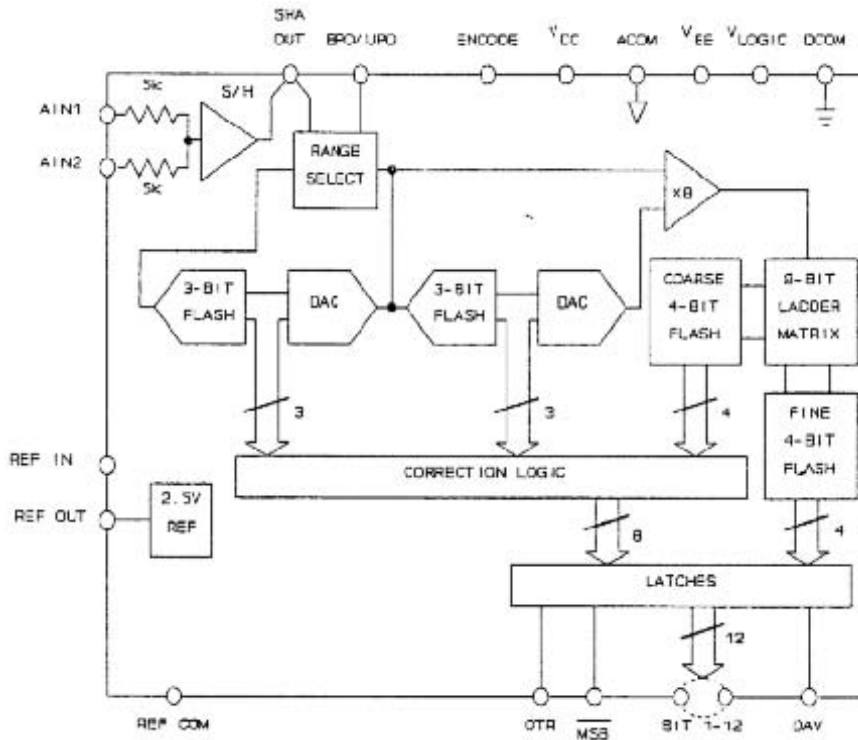 SHA
OUT
BPO/UPO
ENCODE
VCC
ACOM
VEE
VLOGIC
DCOM
5k
S/H
AIN1
AIN2
5k
RANGE
SELECT
x8
3-BIT
FLASH
DAC
3-BIT
FLASH
DAC
COARSE
4-BIT
FLASH
8-BIT
LADDER
MATRIX
3
3
4
FINE
4-BIT
FLASH
REF IN
CORRECTION LOGIC
REF OUT
2.5V
REF
8
4
LATCHES
12
REF COM
OTR
MSB
BIT 1-12
DAV